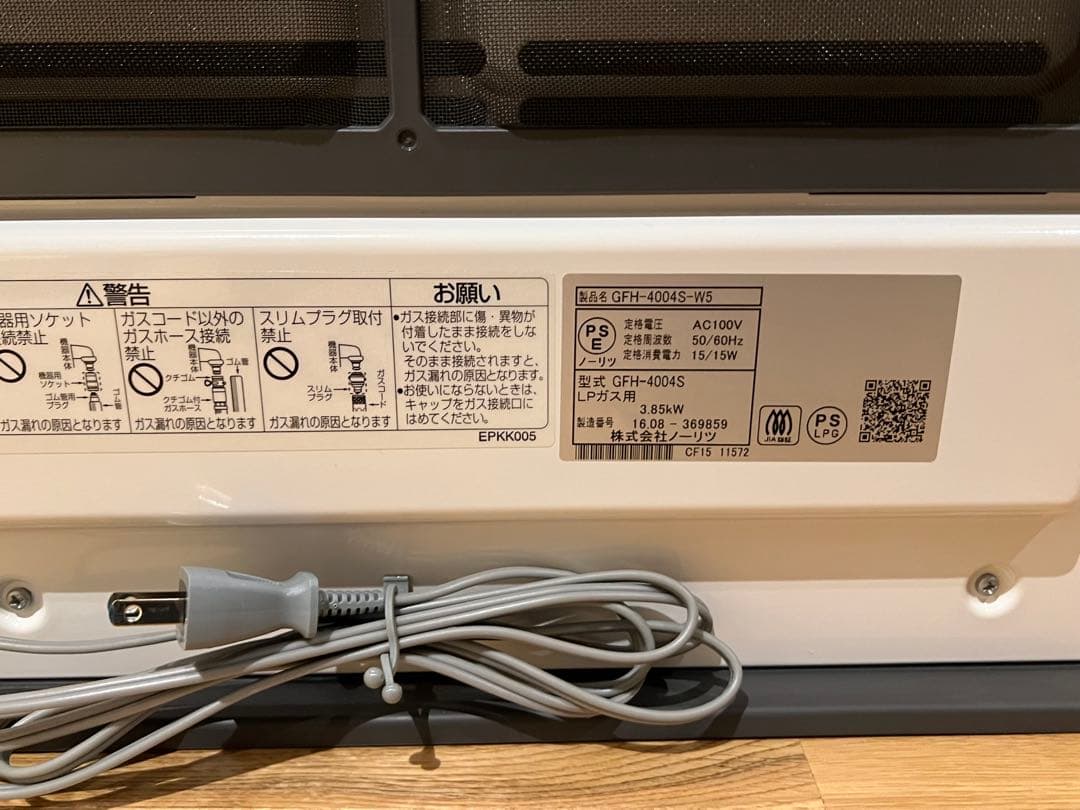 警告
器用ソケット
続禁止
機器本体
機器用
ソケット
ゴム管用
プラグ
ゴム管
ガス漏れの原因となります
ガスコード以外の
ガスホース接続
禁止
機器本体
ゴム管
クチゴム
クチゴム付
ガスホース
ガス漏れの原因となります
スリムプラグ取付
禁止
機器本体
ガスコード
スリム
プラグ
ガス漏れの原因となります
お願い
●ガス接続部に傷・異物が
付着したまま接続をしな
いでください。
そのまま接続されますと、
ガス漏れの原因となります。
●お使いにならないときは、
キャップをガス接続口に
はめてください。
EPKK005
製品名 GFH-4004S-W5
PSE
ノーリツ
定格電圧 AC100V
定格周波数 50/60Hz
定格消費電力 15/15W
型式 GFH-4004S
LPガス用
3.85kW
製造番号 16.08-369859
株式会社ノーリツ
CF15 11572
JIA認証
PS
LPG